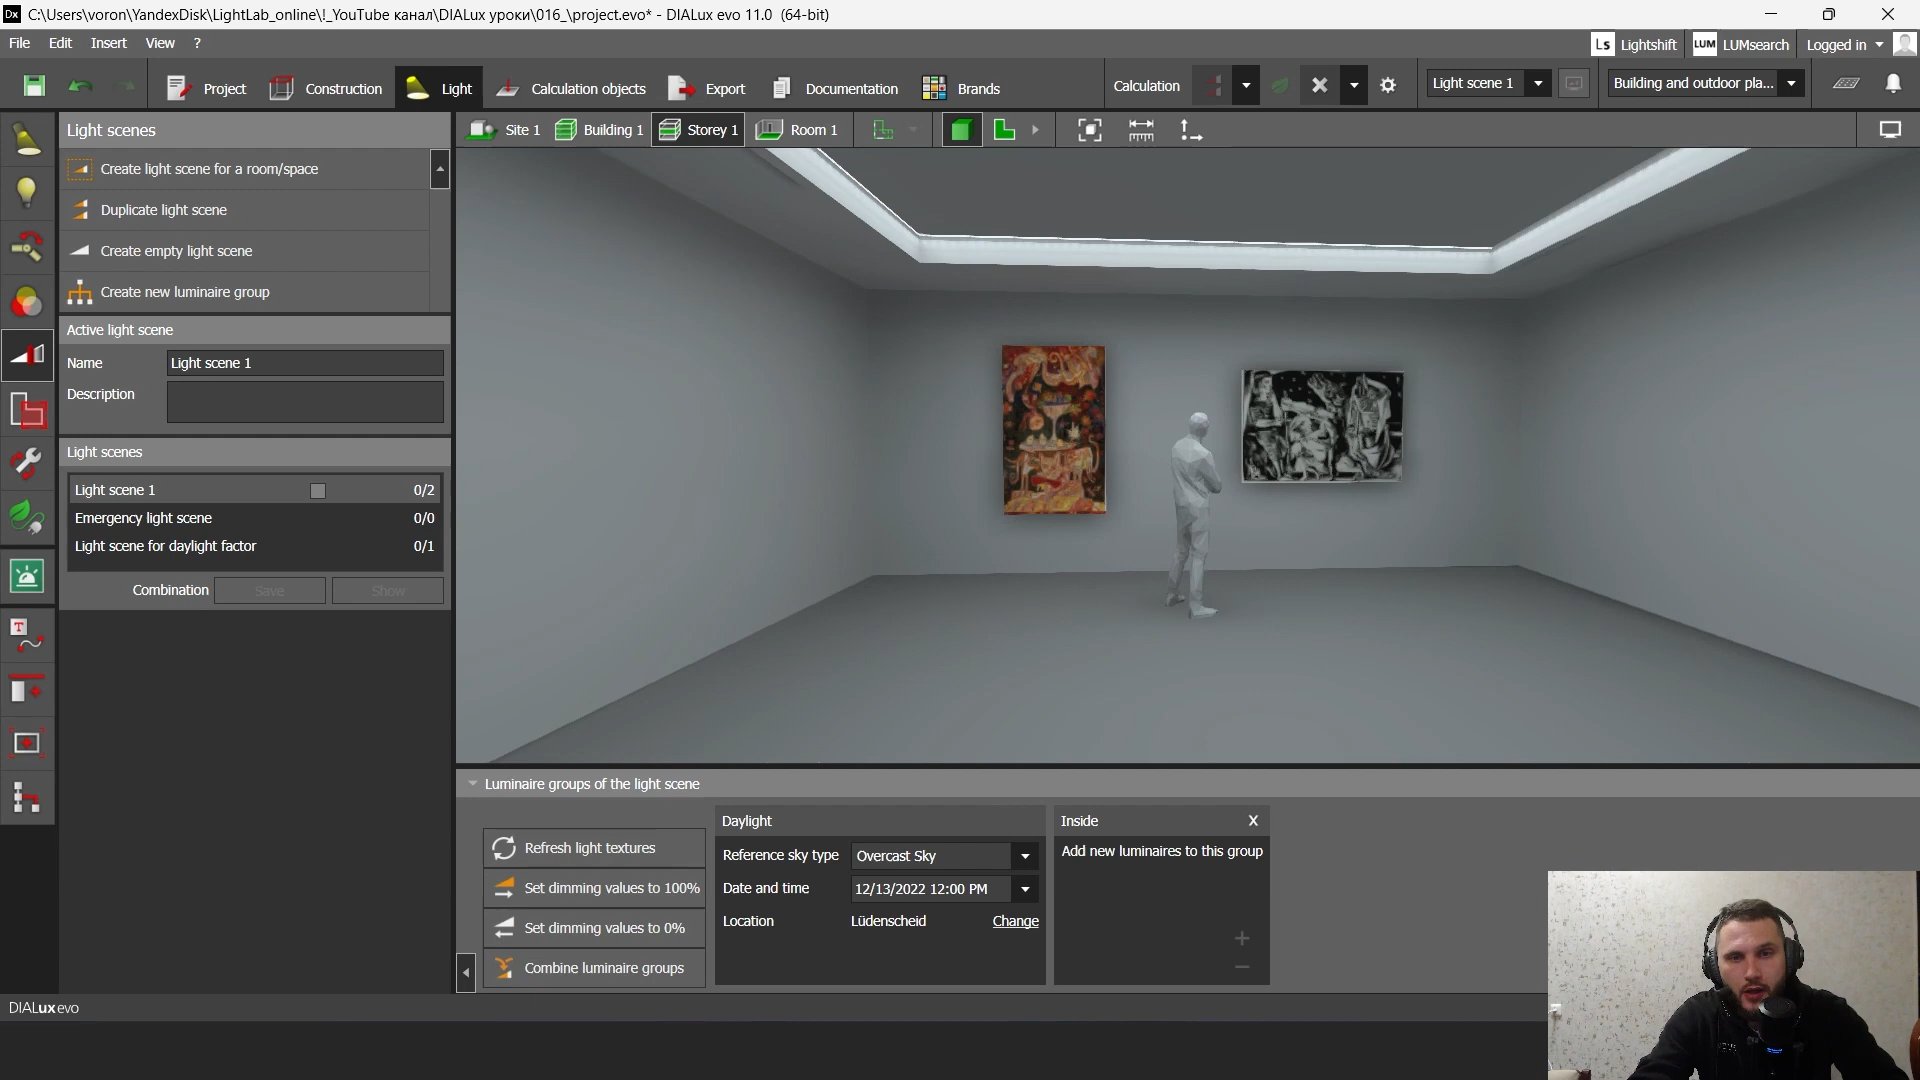 Dx C:\Users\voron\YandexDisk\LightLab_online\!_YouTube канал\DIALux уроки\016_\project.evo* - DIALux evo 11.0 (64-bit)
File Edit Insert View ? Ls Lightshift LUM LUMsearch Logged in
Project Construction Light Calculation objects Export Documentation Brands Calculation Light scene 1 Building and outdoor pla...
Light scenes
Site 1 Building 1 Storey 1 Room 1
Create light scene for a room/space
Duplicate light scene
Create empty light scene
Create new luminaire group
Active light scene
Name Light scene 1
Description
Light scenes
Light scene 1 0/2
Emergency light scene 0/0
Light scene for daylight factor 0/1
Combination Save Show
Luminaire groups of the light scene
Refresh light textures
Set dimming values to 100%
Set dimming values to 0%
Combine luminaire groups
Daylight
Reference sky type Overcast Sky
Date and time 12/13/2022 12:00 PM
Location Lüdenscheid Change
Inside X
Add new luminaires to this group
DIALux evo